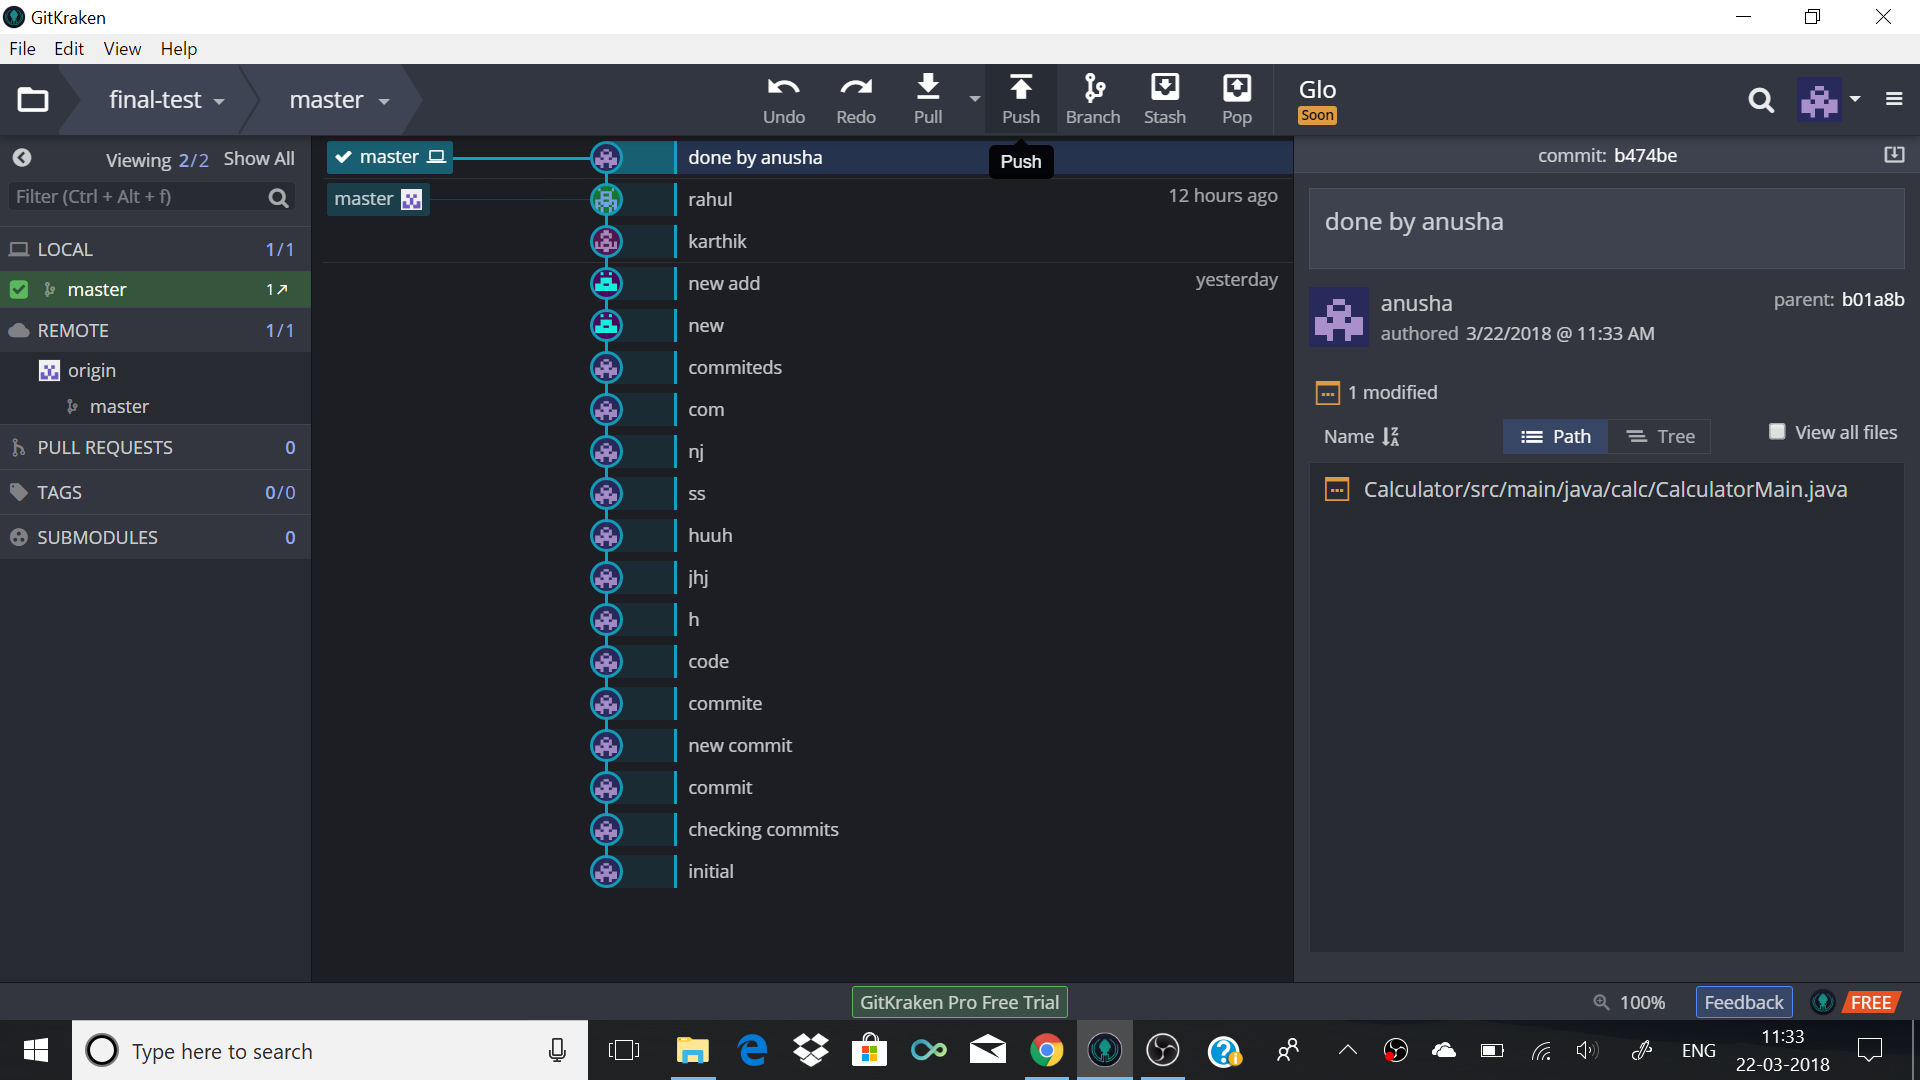 GitKraken
File Edit View Help
final-test master Undo Redo Pull Push Branch Stash Pop Glo Soon
Push
Viewing 2/2 Show All
Filter (Ctrl + Alt + f)
LOCAL 1/1
master 1
REMOTE 1/1
origin
master
PULL REQUESTS 0
TAGS 0/0
SUBMODULES 0
master done by anusha
master rahul 12 hours ago
karthik
new add yesterday
new
commiteds
com
nj
ss
huuh
jhj
h
code
commite
new commit
commit
checking commits
initial
commit: b474be
done by anusha
anusha parent: b01a8b
authored 3/22/2018 @ 11:33 AM
1 modified
Name Path Tree View all files
Calculator/src/main/java/calc/CalculatorMain.java
GitKraken Pro Free Trial 100% Feedback FREE
Type here to search ENG 11:33
22-03-2018